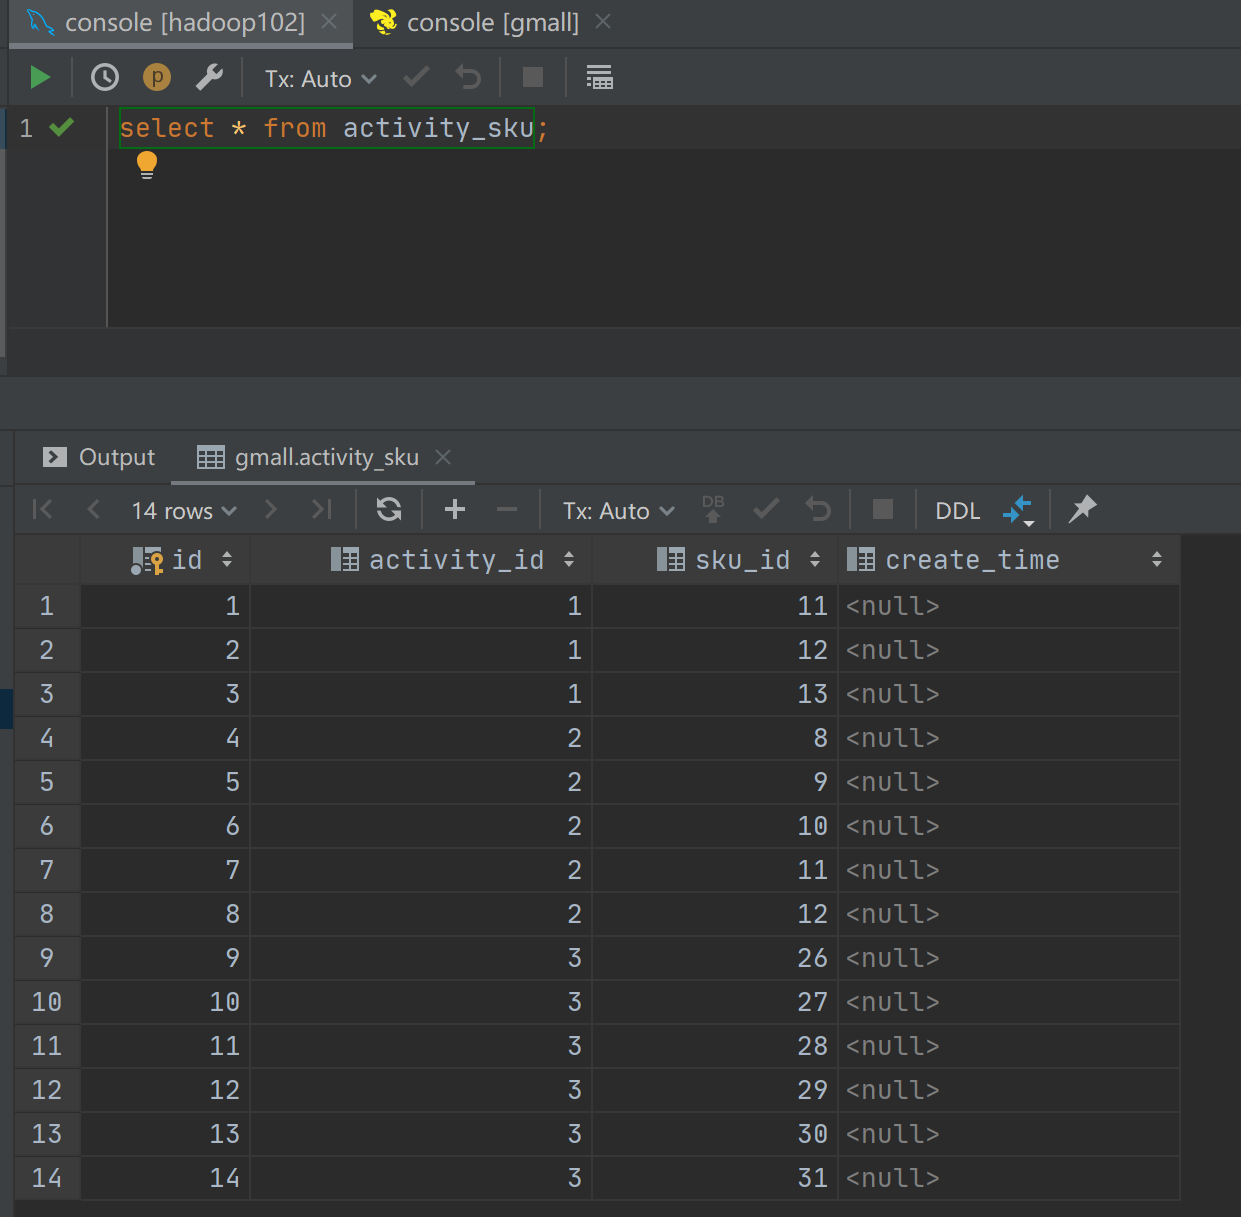 console [hadoop102] console [gmall]
p Tx: Auto
1 select * from activity_sku;
Output gmall.activity_sku
14 rows Tx: Auto DB DDL
id activity_id sku_id create_time
1 1 1 11 <null>
2 2 1 12 <null>
3 3 1 13 <null>
4 4 2 8 <null>
5 5 2 9 <null>
6 6 2 10 <null>
7 7 2 11 <null>
8 8 2 12 <null>
9 9 3 26 <null>
10 10 3 27 <null>
11 11 3 28 <null>
12 12 3 29 <null>
13 13 3 30 <null>
14 14 3 31 <null>